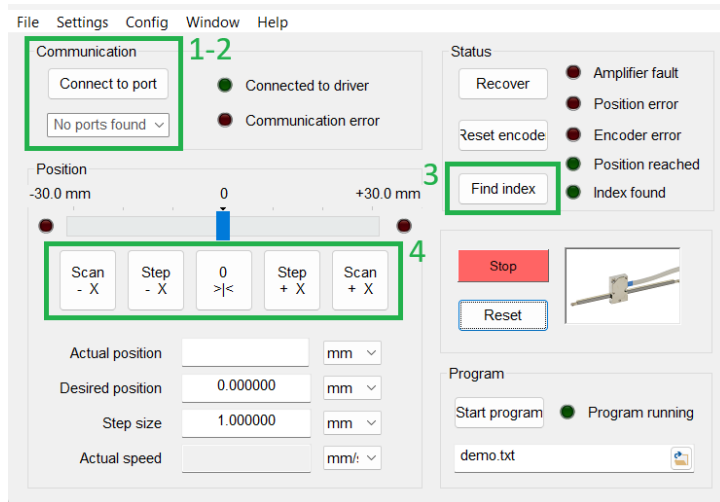 File Settings Config Window Help
Communication
1-2
Connect to port
Connected to driver
No ports found
Communication error
Status
Recover
Amplifier fault
Position error
Reset encode
Encoder error
Position reached
3
Find index
Index found
Position
-30.0 mm 0 +30.0 mm
4
Scan Step 0 Step Scan
- X - X >|< + X + X
Stop
Reset
Actual position mm
Desired position 0.000000 mm
Step size 1.000000 mm
Actual speed mm/:
Program
Start program
Program running
demo.txt